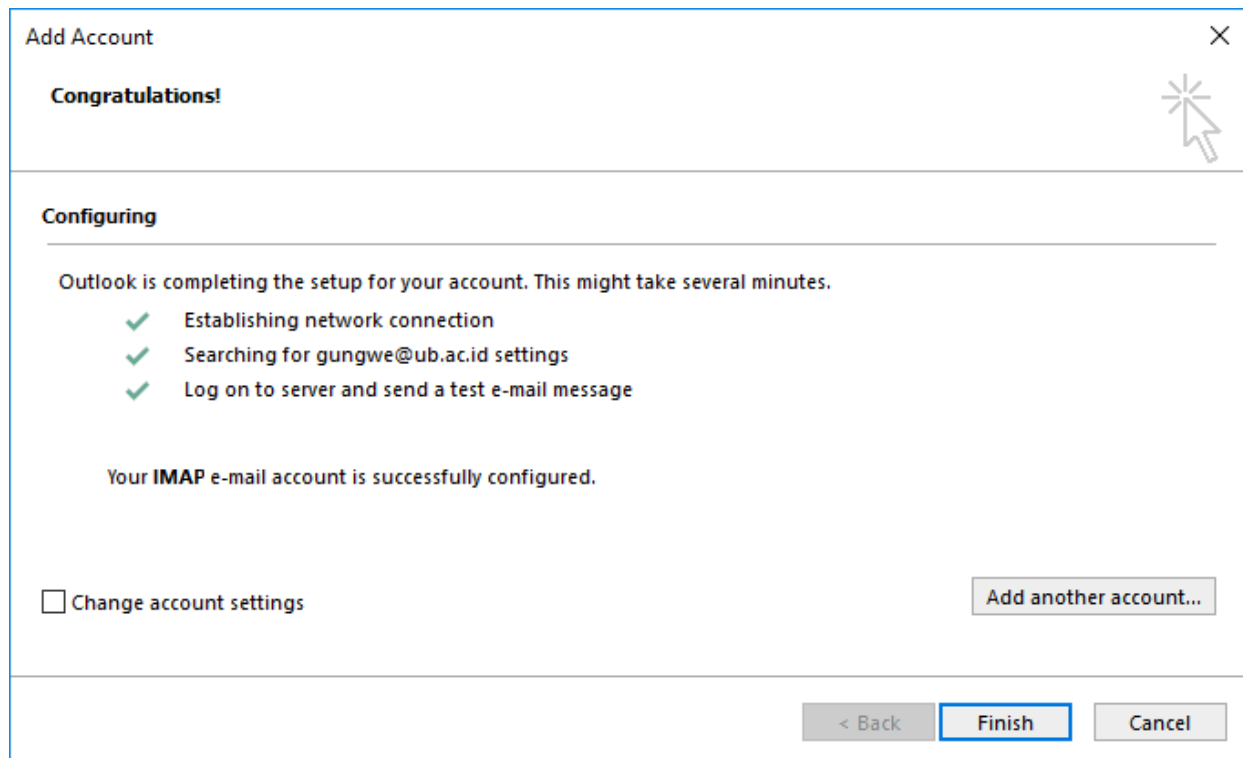 Add Account
Congratulations!
Configuring
Outlook is completing the setup for your account. This might take several minutes.
Establishing network connection
Searching for gungwe@ub.ac.id settings
Log on to server and send a test e-mail message
Your IMAP e-mail account is successfully configured.
Change account settings
Add another account...
< Back
Finish
Cancel